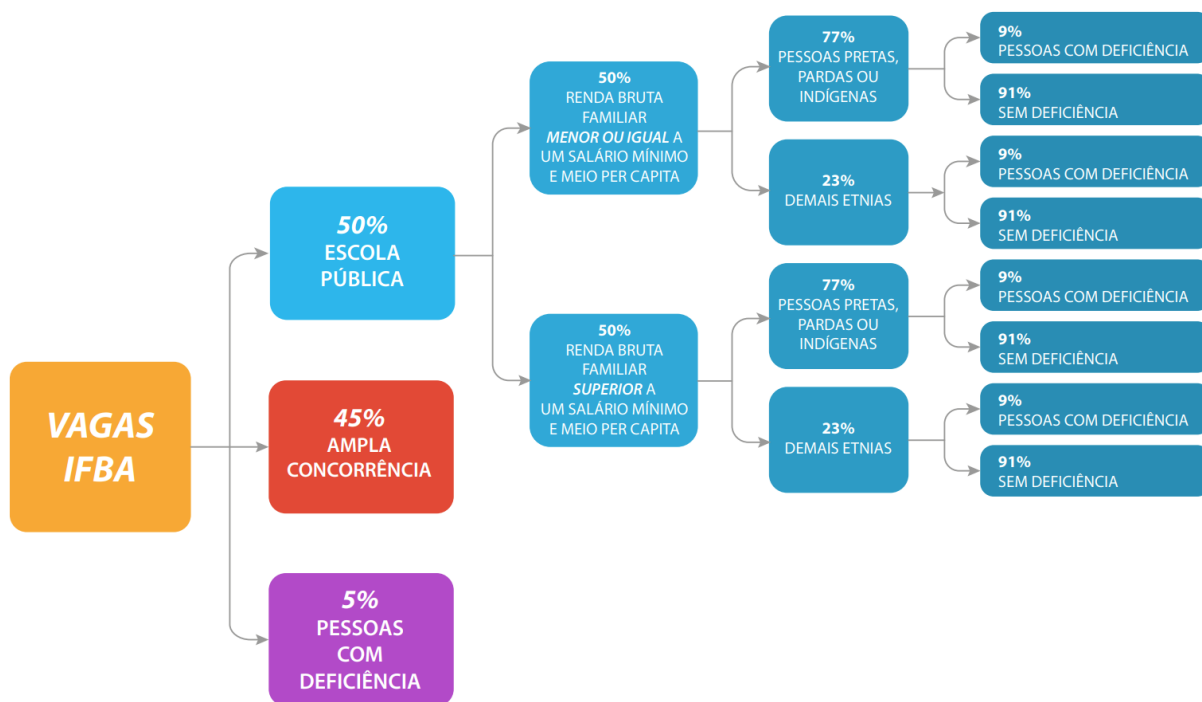 VAGAS
IFBA
50%
ESCOLA
PÚBLICA
45%
AMPLA
CONCORRÊNCIA
5%
PESSOAS
COM
DEFICIÊNCIA
50%
RENDA BRUTA
FAMILIAR
MENOR OU IGUAL A
UM SALÁRIO MÍNIMO
E MEIO PER CAPITA
50%
RENDA BRUTA
FAMILIAR
SUPERIOR A
UM SALÁRIO MÍNIMO
E MEIO PER CAPITA
77%
PESSOAS PRETAS,
PARDAS OU
INDÍGENAS
23%
DEMAIS ETNIAS
77%
PESSOAS PRETAS,
PARDAS OU
INDÍGENAS
23%
DEMAIS ETNIAS
9%
PESSOAS COM DEFICIÊNCIA
91%
SEM DEFICIÊNCIA
9%
PESSOAS COM DEFICIÊNCIA
91%
SEM DEFICIÊNCIA
9%
PESSOAS COM DEFICIÊNCIA
91%
SEM DEFICIÊNCIA
9%
PESSOAS COM DEFICIÊNCIA
91%
SEM DEFICIÊNCIA